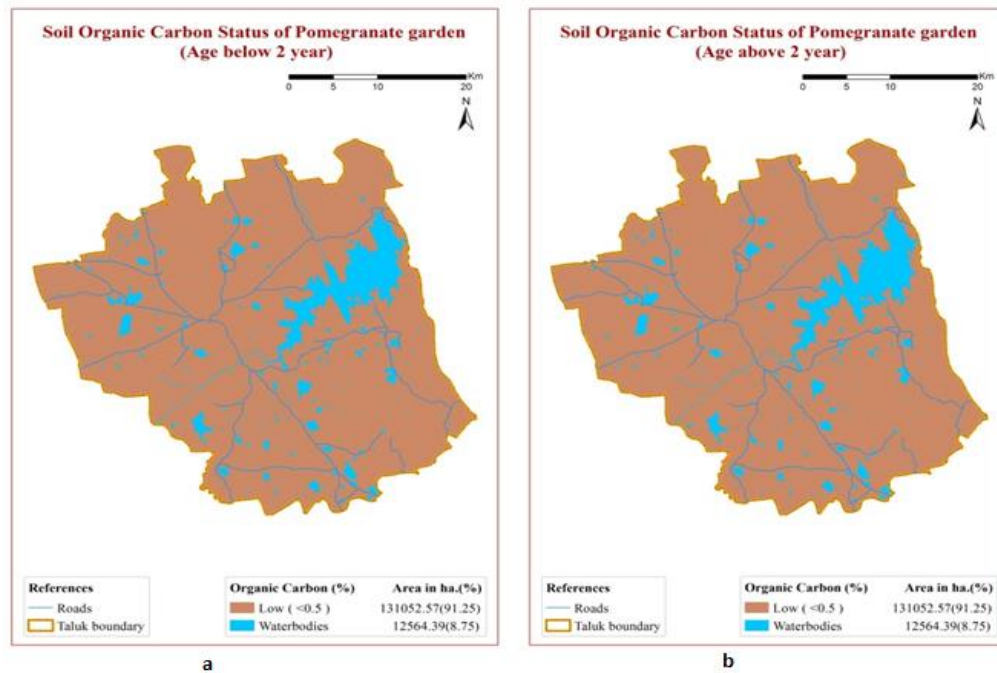 Soil Organic Carbon Status of Pomegranate garden
(Age below 2 year)
Km
0 5 10 20
N
References
Roads
Taluk boundary
Organic Carbon (%) Area in ha.(%)
Low ( <0.5 ) 131052.57(91.25)
Waterbodies 12564.39(8.75)
a
Soil Organic Carbon Status of Pomegranate garden
(Age above 2 year)
Km
0 5 10 20
N
References
Roads
Taluk boundary
Organic Carbon (%) Area in ha.(%)
Low ( <0.5 ) 131052.57(91.25)
Waterbodies 12564.39(8.75)
b